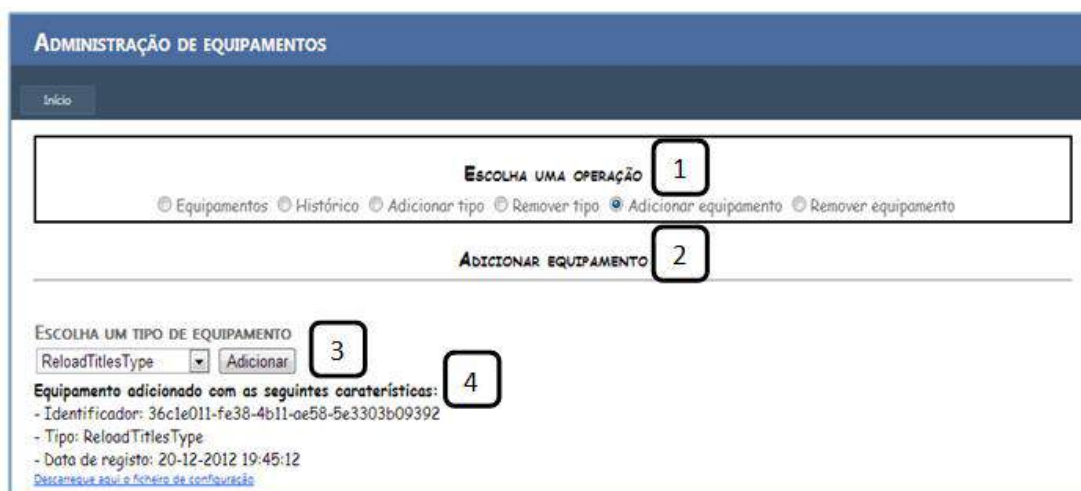 ADMINISTRAÇÃO DE EQUIPAMENTOS
Início
ESCOLHA UMA OPERAÇÃO 1
Equipamentos Histórico Adicionar tipo Remover tipo Adicionar equipamento Remover equipamento
ADICIONAR EQUIPAMENTO 2
ESCOLHA UM TIPO DE EQUIPAMENTO
ReloadTitlesType Adicionar 3
Equipamento adicionado com as seguintes caraterísticas: 4
- Identificador: 36c1e011-fe38-4b11-ae58-5e3303b09392
- Tipo: ReloadTitlesType
- Data de registo: 20-12-2012 19:45:12
Descarregue aqui o ficheiro de configuração